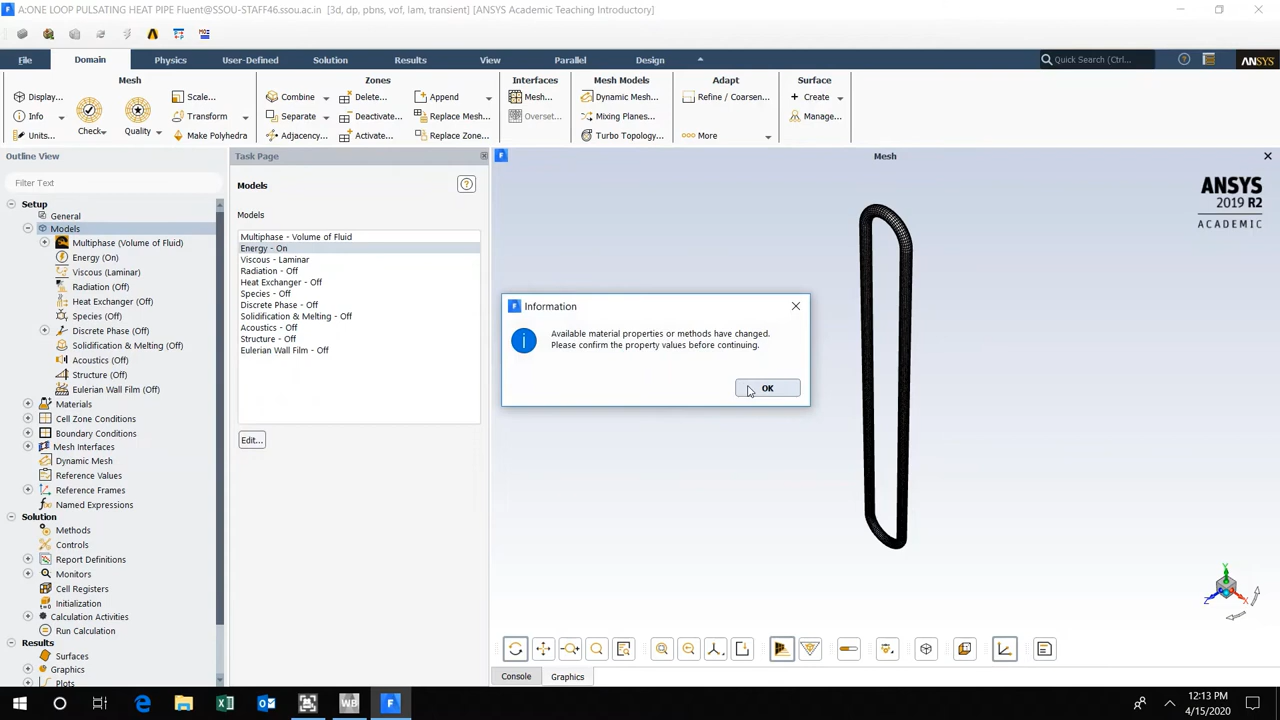 A:ONE LOOP PULSATING HEAT PIPE Fluent@SSOU-STAFF46.ssou.ac.in [3d, dp, pbns, vof, lam, transient] [ANSYS Academic Teaching Introductory]
File Domain Physics User-Defined Solution Results View Parallel Design Quick Search (Ctrl... ANSYS
Mesh Zones Interfaces Mesh Models Adapt Surface
Display... Scale... Combine Delete... Append Mesh... Dynamic Mesh... Refine / Coarsen... Create
Info Check Quality Transform Separate Deactivate... Replace Mesh... Overset... Mixing Planes... Manage...
Units... Make Polyhedra Adjacency... Activate... Replace Zone... Turbo Topology... More
Outline View
Filter Text
Setup
General
Models
Multiphase (Volume of Fluid)
Energy (On)
Viscous (Laminar)
Radiation (Off)
Heat Exchanger (Off)
Species (Off)
Discrete Phase (Off)
Solidification & Melting (Off)
Acoustics (Off)
Structure (Off)
Eulerian Wall Film (Off)
Materials
Cell Zone Conditions
Boundary Conditions
Mesh Interfaces
Dynamic Mesh
Reference Values
Reference Frames
Named Expressions
Solution
Methods
Controls
Report Definitions
Monitors
Cell Registers
Initialization
Calculation Activities
Run Calculation
Results
Surfaces
Graphics
Plots
Task Page
Models
Models
Multiphase - Volume of Fluid
Energy - On
Viscous - Laminar
Radiation - Off
Heat Exchanger - Off
Species - Off
Discrete Phase - Off
Solidification & Melting - Off
Acoustics - Off
Structure - Off
Eulerian Wall Film - Off
Edit...
Mesh
ANSYS
2019 R2
ACADEMIC
Information
Available material properties or methods have changed.
Please confirm the property values before continuing.
OK
Y
Z
X
Console Graphics
12:13 PM
4/15/2020